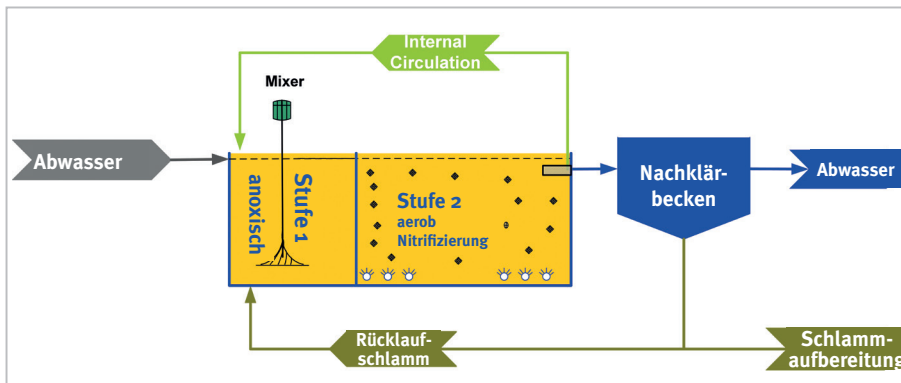 Internal
Circulation
Mixer
Abwasser
Stufe 1
anoxisch
Stufe 2
aerob
Nitrifizierung
Nachklär-
becken
Abwasser
Rücklauf-
schlamm
Schlamm-
aufbereitung